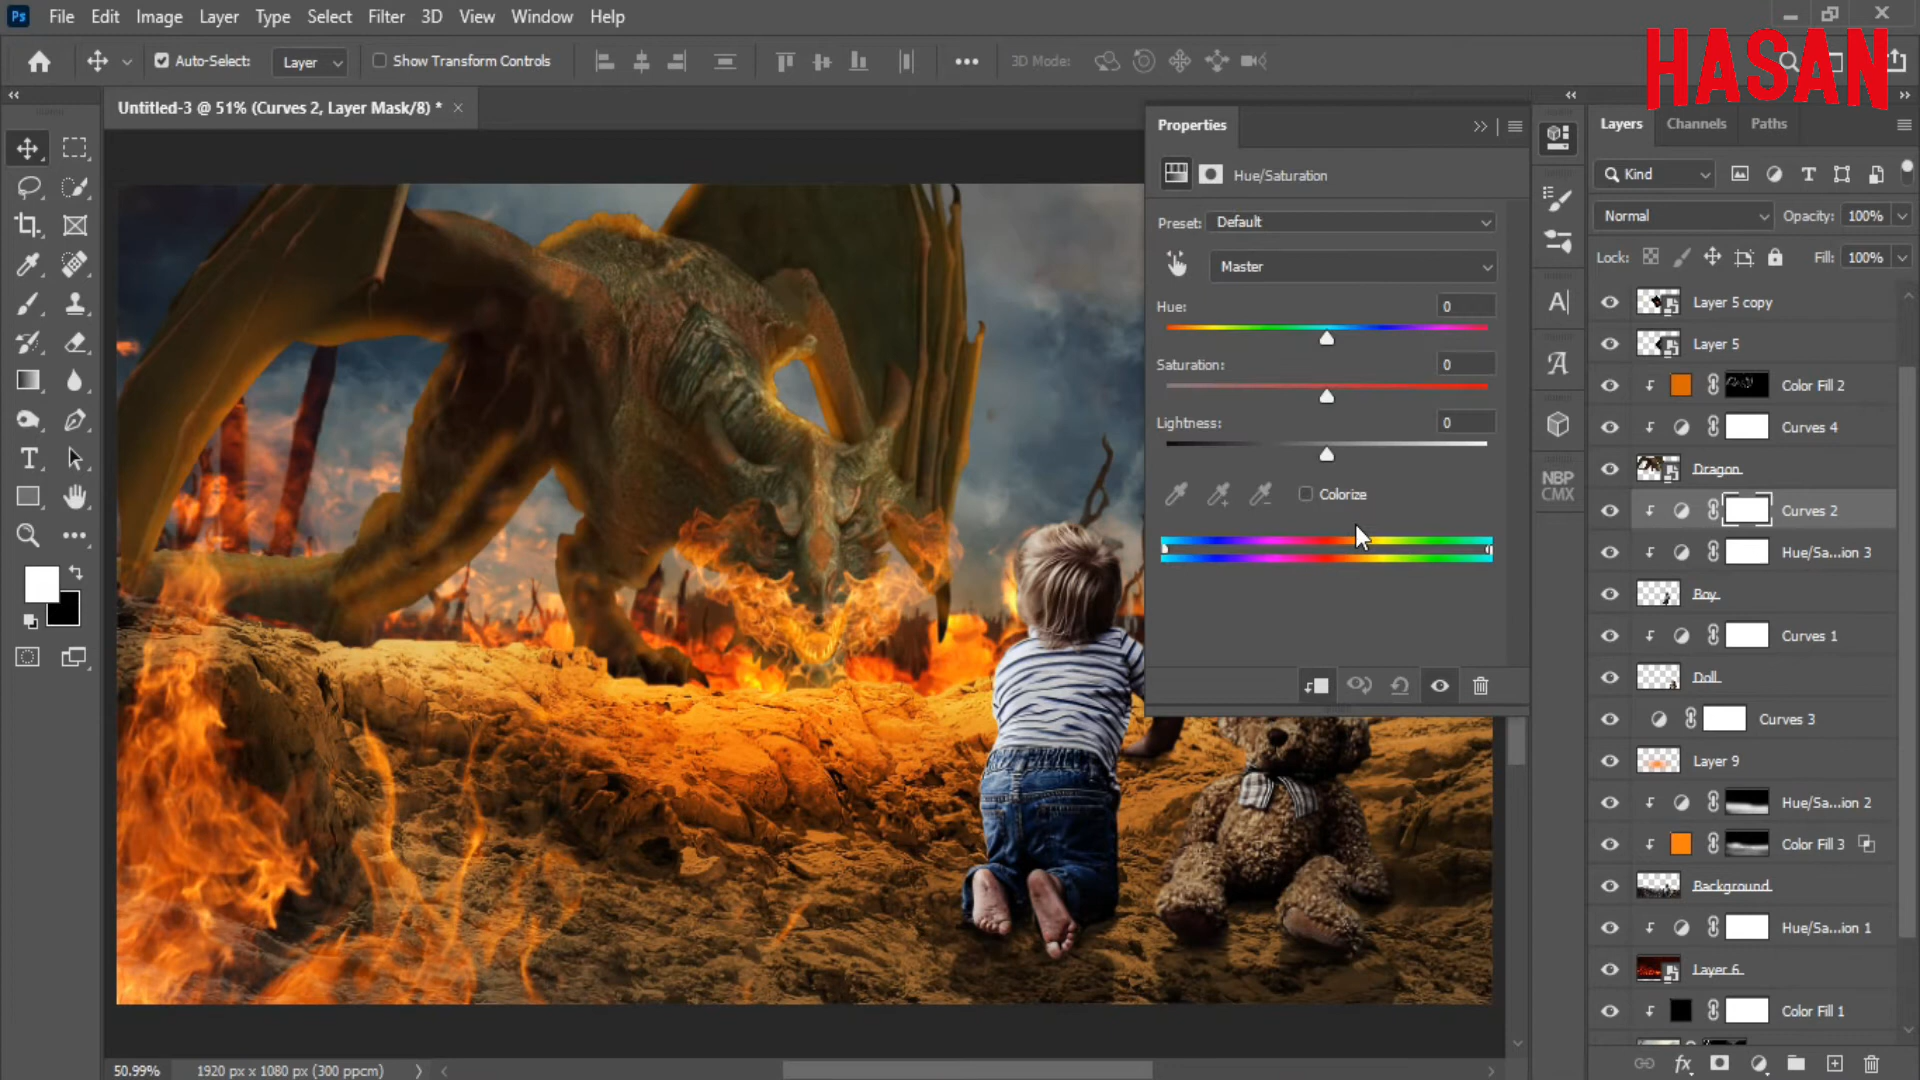 Ps File Edit Image Layer Type Select Filter 3D View Window Help
Auto-Select: Layer Show Transform Controls 3D Mode:
HASAN
Untitled-3 @ 51% (Curves 2, Layer Mask/8) *
Properties
Hue/Saturation
Preset: Default
Master
Hue: 0
Saturation: 0
Lightness: 0
Colorize
NBP
CMX
Layers Channels Paths
Kind
Normal Opacity: 100%
Lock: Fill: 100%
Layer 5 copy
Layer 5
Color Fill 2
Curves 4
Dragon
Curves 2
Hue/Sa...ion 3
Boy
Curves 1
Doll
Curves 3
Layer 9
Hue/Sa...ion 2
Color Fill 3
Background
Hue/Sa...ion 1
Layer 6
Color Fill 1
fx
50.99% 1920 px x 1080 px (300 ppcm)